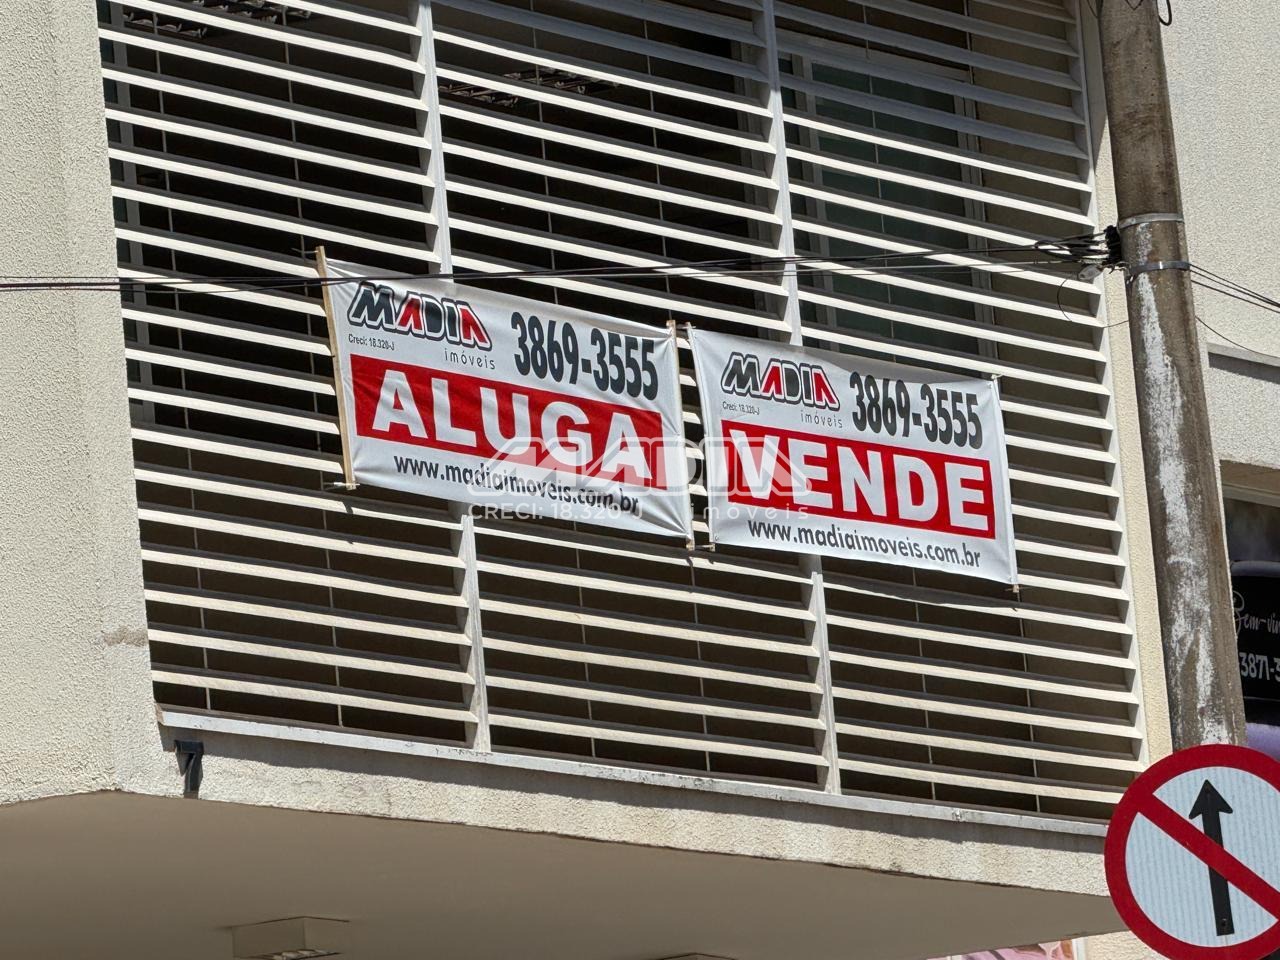 MADIA
imóveis
Creci: 18.320-J
3869-3555
ALUGA
www.madiaimoveis.com.br
MADIA
imóveis
Creci: 18.320-J
3869-3555
VENDE
www.madiaimoveis.com.br
MADIA
CRECI: 18.320-J imóveis
3871-3